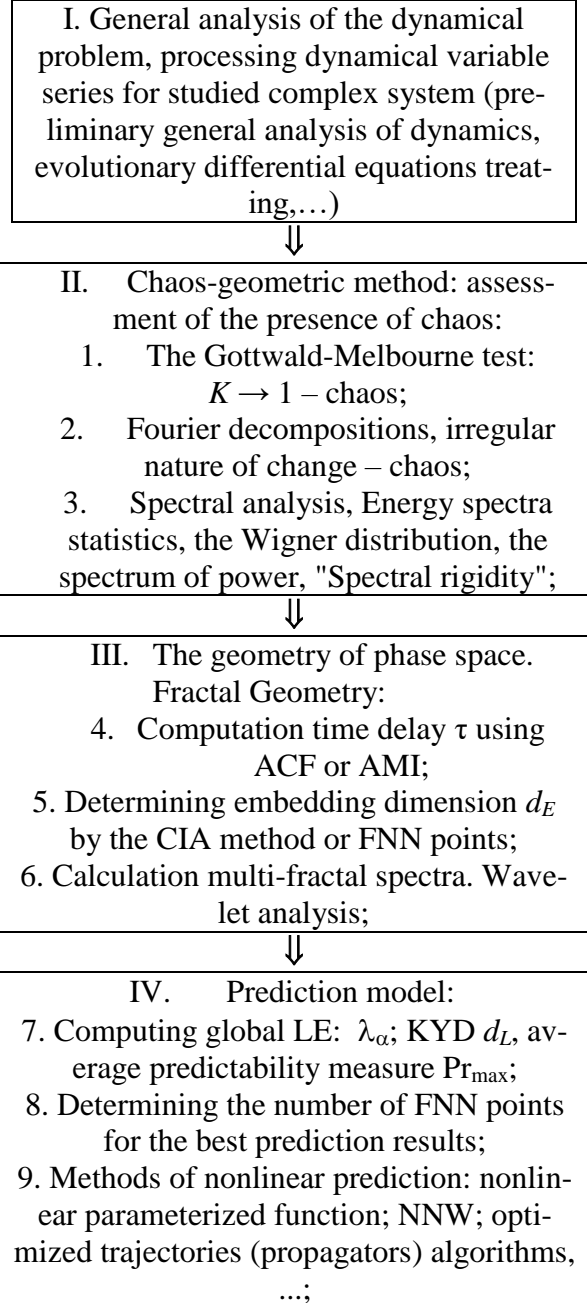 I. General analysis of the dynamical
problem, processing dynamical variable
series for studied complex system (pre-
liminary general analysis of dynamics,
evolutionary differential equations treat-
ing,…)
⇓
II. Chaos-geometric method: assess-
ment of the presence of chaos:
1. The Gottwald-Melbourne test:
K → 1 – chaos;
2. Fourier decompositions, irregular
nature of change – chaos;
3. Spectral analysis, Energy spectra
statistics, the Wigner distribution, the
spectrum of power, "Spectral rigidity";
⇓
III. The geometry of phase space.
Fractal Geometry:
4. Computation time delay τ using
ACF or AMI;
5. Determining embedding dimension d_E
by the CIA method or FNN points;
6. Calculation multi-fractal spectra. Wave-
let analysis;
⇓
IV. Prediction model:
7. Computing global LE: λ_α; KYD d_L, av-
erage predictability measure Pr_max;
8. Determining the number of FNN points
for the best prediction results;
9. Methods of nonlinear prediction: nonlin-
ear parameterized function; NNW; opti-
mized trajectories (propagators) algorithms,
...;